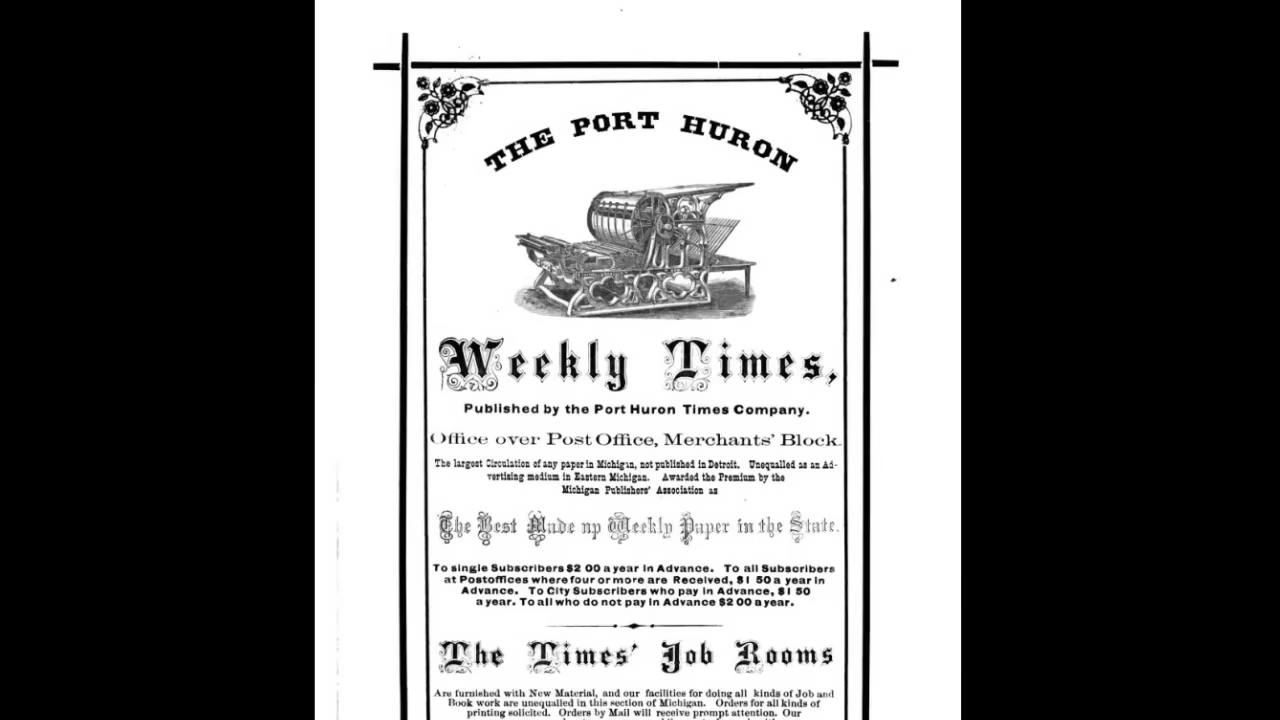 THE PORT HURON
Weekly Times,
Published by the Port Huron Times Company.
Office over Post Office, Merchants' Block.
The largest Circulation of any paper in Michigan, not published in Detroit. Unequalled as an Ad-
vertising medium in Eastern Michigan. Awarded the Premium by the
Michigan Publishers' Association as
The Best Made up Weekly Paper in the State.
To single Subscribers $2 00 a year in Advance. To all Subscribers
at Postoffices where four or more are Received, $1 50 a year in
Advance. To City Subscribers who pay in Advance, $1 50
a year. To all who do not pay in Advance $2 00 a year.
The Times' Job Rooms
Are furnished with New Material, and our facilities for doing all kinds of Job and
Book work are unequalled in this section of Michigan. Orders for all kinds of
printing solicited. Orders by Mail will receive prompt attention. Our